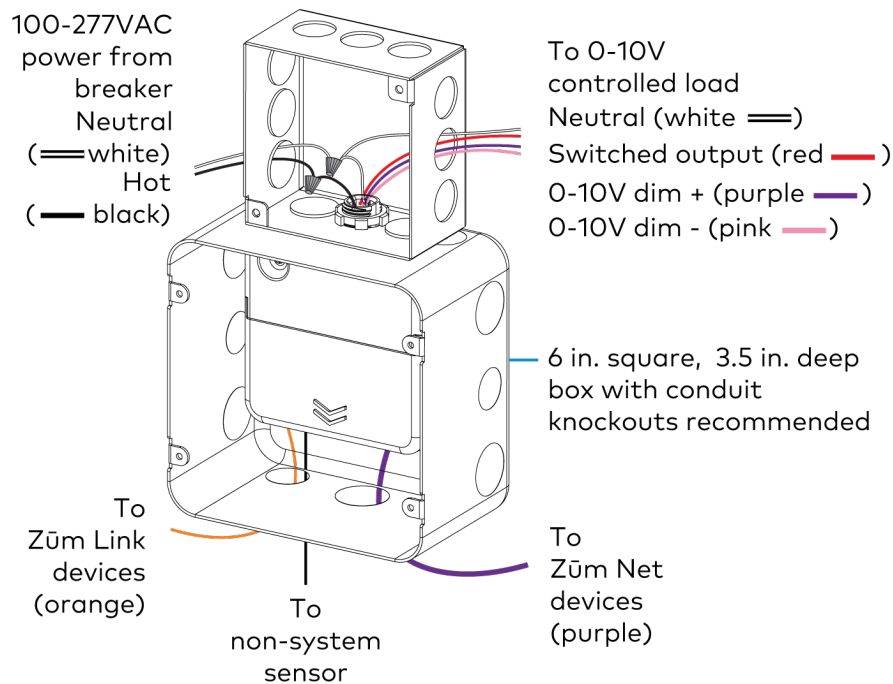 100-277VAC
power from
breaker
Neutral
(white)
Hot
(black)
To 0-10V
controlled load
Neutral (white)
Switched output (red)
0-10V dim + (purple)
0-10V dim - (pink)
6 in. square, 3.5 in. deep
box with conduit
knockouts recommended
To
Zūm Link
devices
(orange)
To
non-system
sensor
To
Zūm Net
devices
(purple)